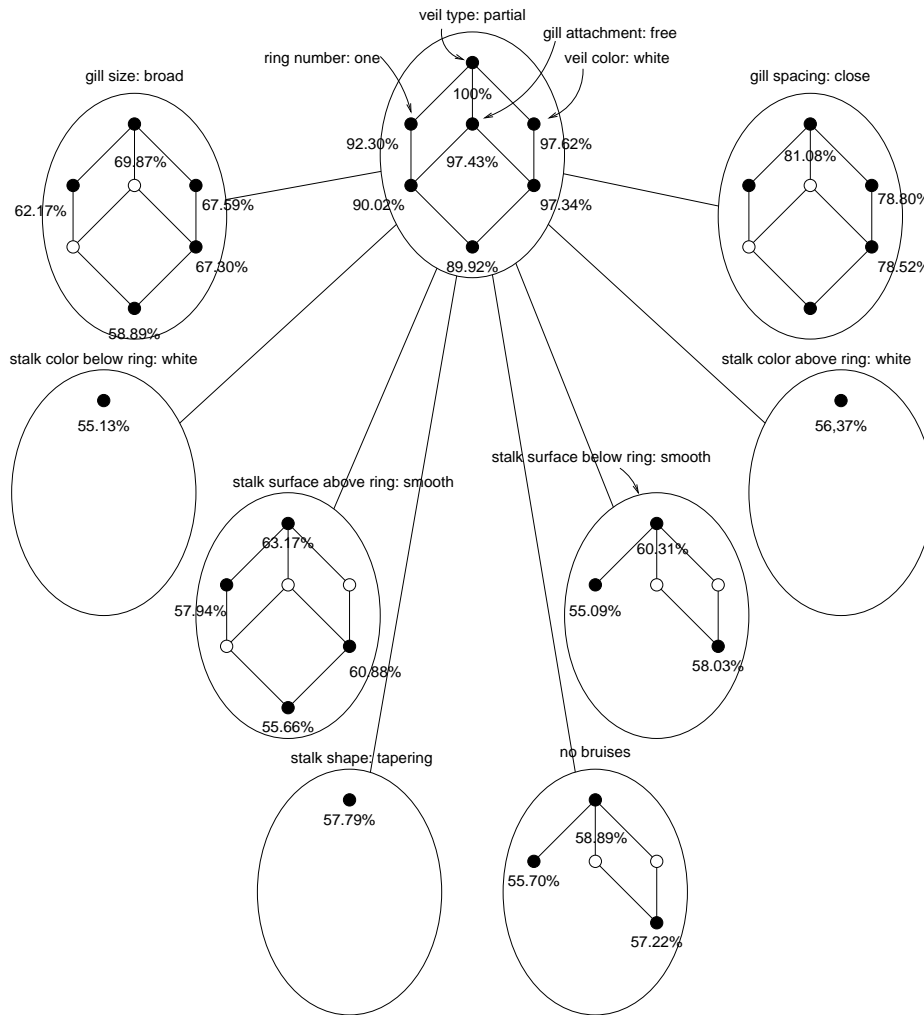 veil type: partial
gill attachment: free
ring number: one
veil color: white
gill size: broad
gill spacing: close
100%
92.30%
97.43%
97.62%
69.87%
81.08%
62.17%
67.59%
90.02%
97.34%
78.80%
67.30%
89.92%
78.52%
58.89%
stalk color below ring: white
stalk color above ring: white
55.13%
56,37%
stalk surface below ring: smooth
stalk surface above ring: smooth
63.17%
60.31%
57.94%
55.09%
60.88%
58.03%
55.66%
stalk shape: tapering
no bruises
57.79%
58.89%
55.70%
57.22%